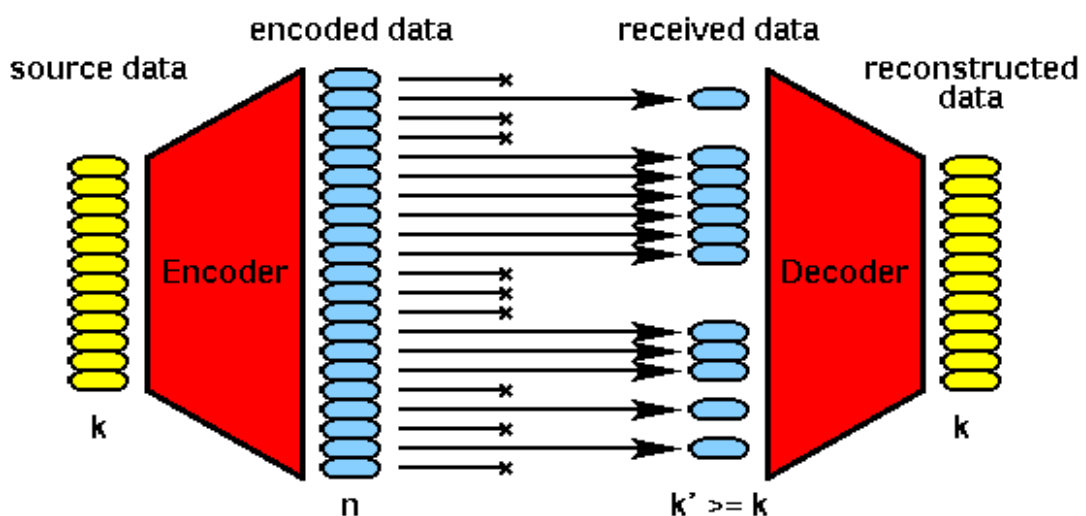 encoded data
received data
source data
reconstructed
data
Encoder
Decoder
k
n
k' >= k
k